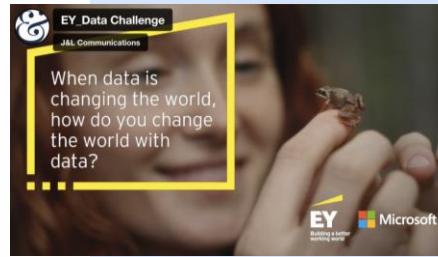 &
EY_Data Challenge
J&L Communications
When data is
changing the world,
how do you change
the world with
data?
EY
Building a better
working world
Microsoft